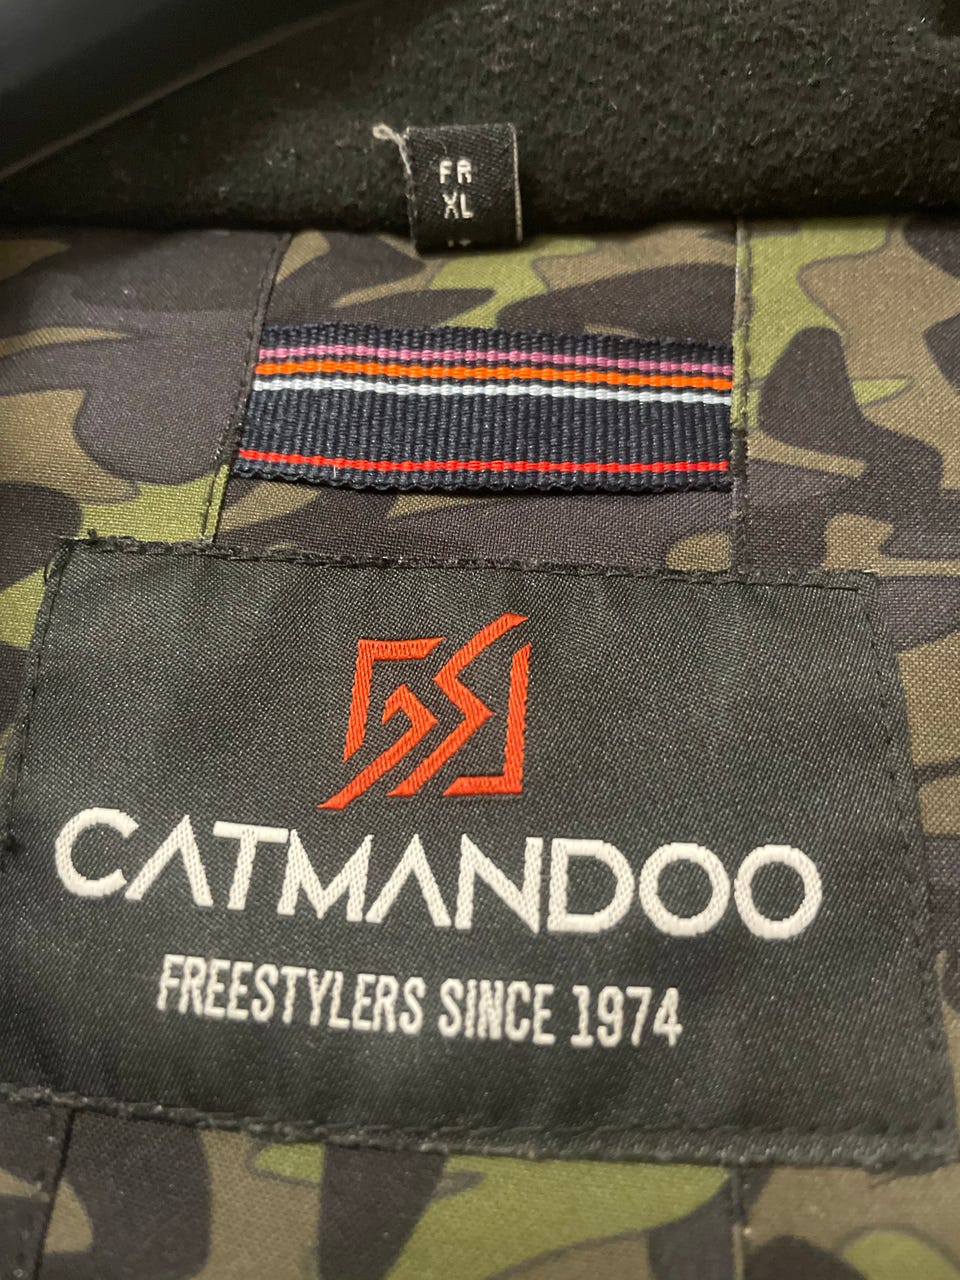 FR
XL
CATMANDOO
FREESTYLERS SINCE 1974